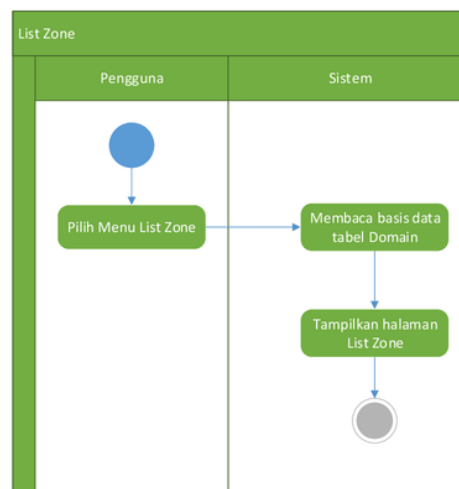 List Zone
Pengguna
Sistem
Pilih Menu List Zone
Membaca basis data
tabel Domain
Tampilkan halaman
List Zone